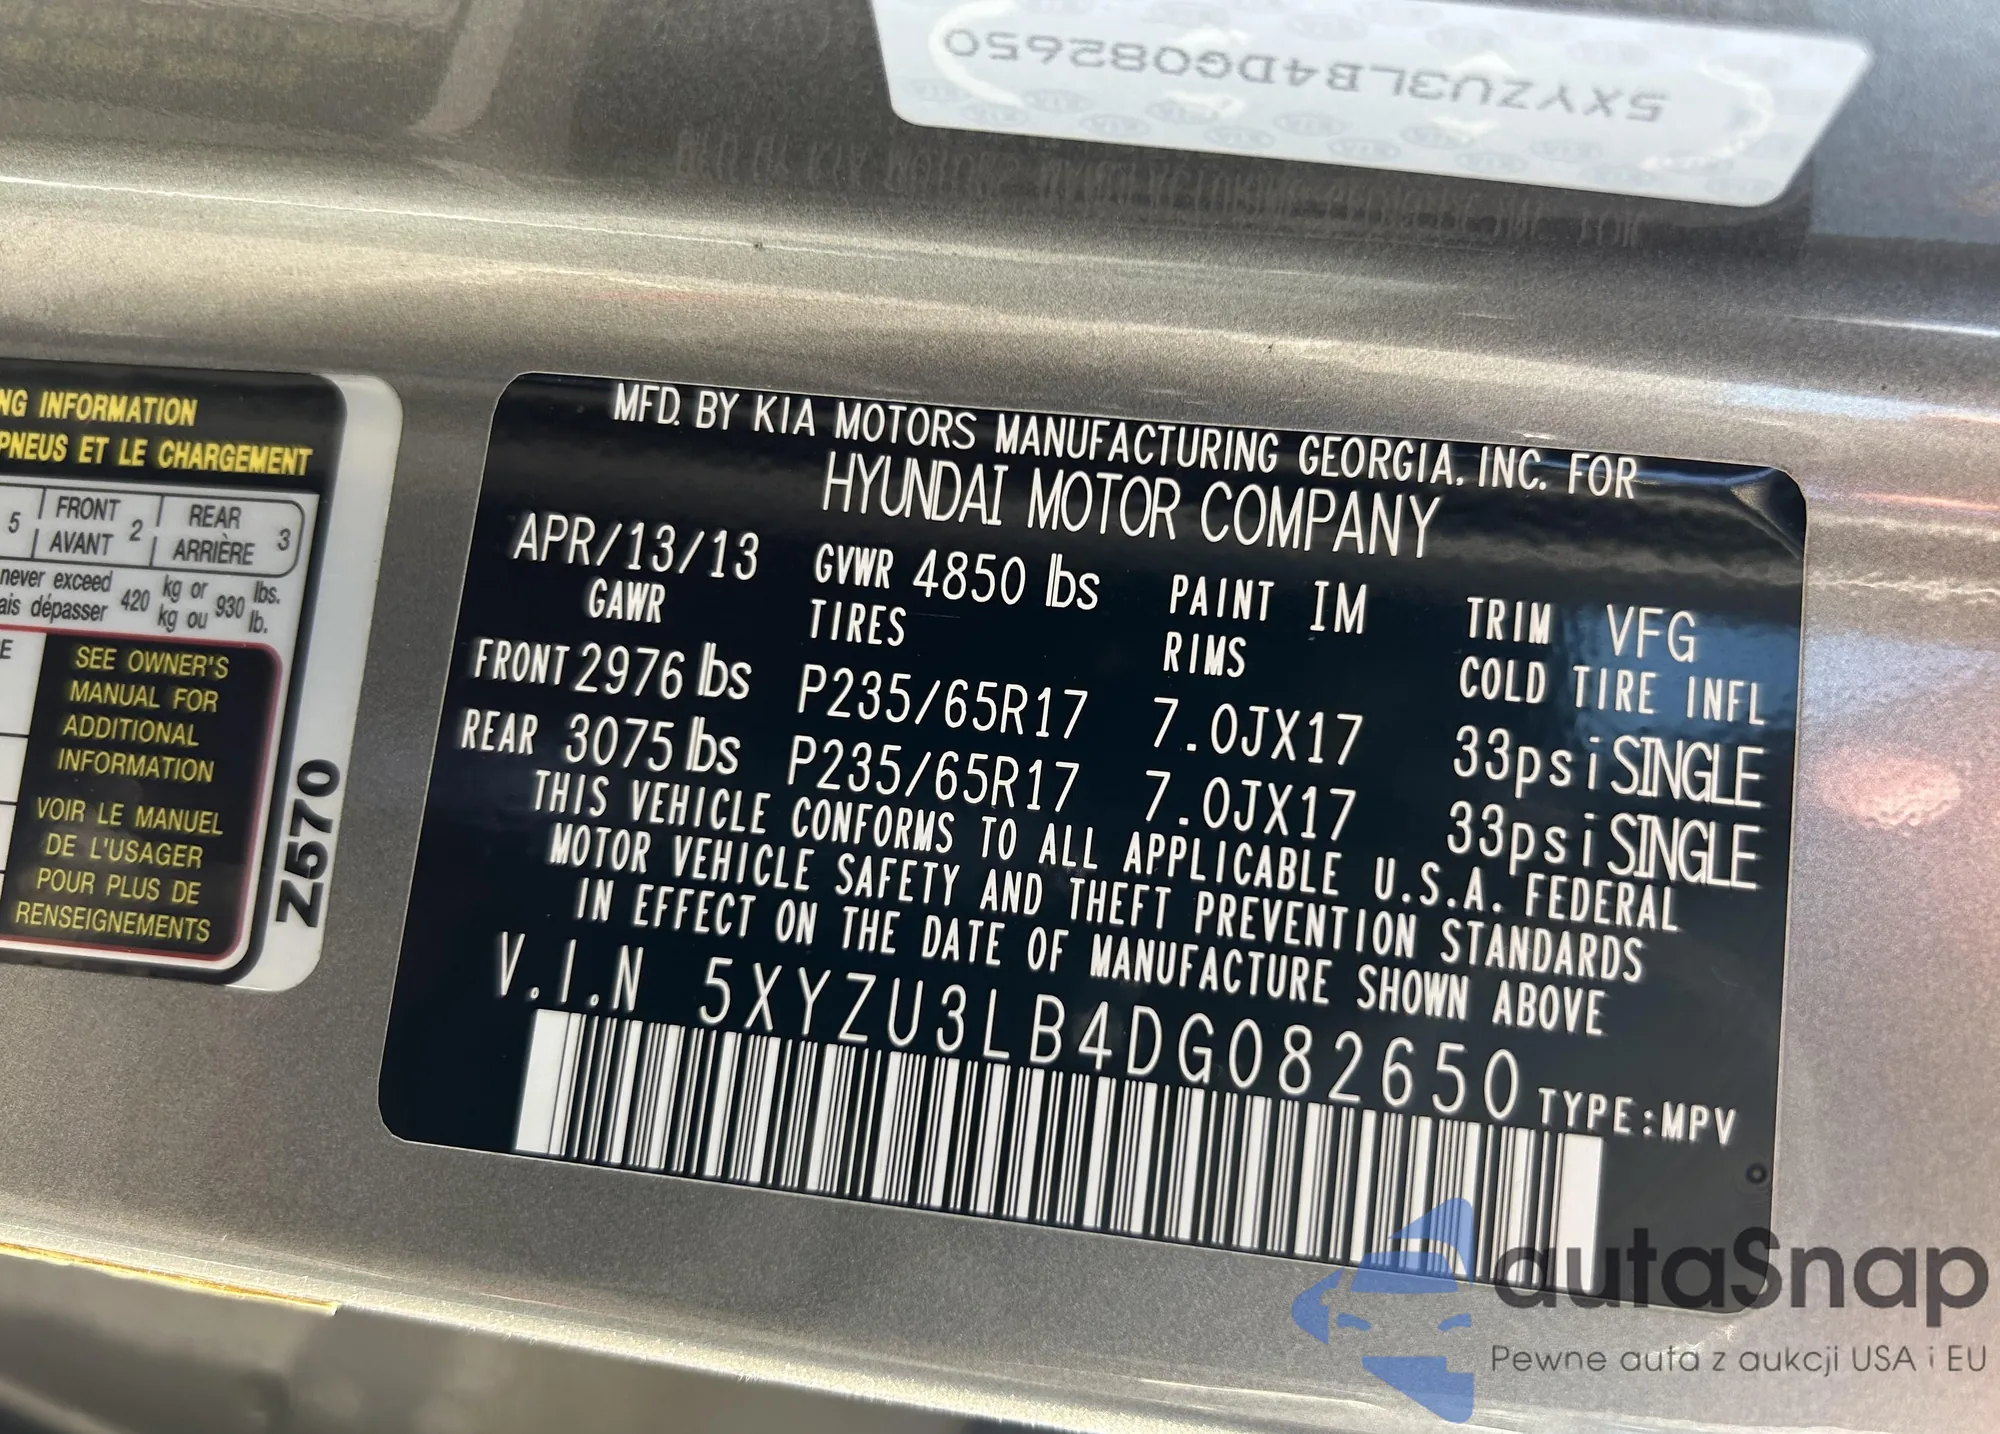 5XYZU3LB4DG082650
NG INFORMATION
PNEUS ET LE CHARGEMENT
5 FRONT AVANT 2 REAR ARRIÈRE 3
never exceed 420 kg or 930 lbs.
ais dépasser kg ou lb.
E
SEE OWNER'S
MANUAL FOR
ADDITIONAL
INFORMATION
VOIR LE MANUEL
DE L'USAGER
POUR PLUS DE
RENSEIGNEMENTS
Z570
MFD. BY KIA MOTORS MANUFACTURING GEORGIA. INC. FOR
HYUNDAI MOTOR COMPANY
APR/13/13 GVWR 4850 lbs PAINT IM TRIM VFG
GAWR TIRES RIMS COLD TIRE INFL
FRONT 2976 lbs P235/65R17 7.0JX17 33psi SINGLE
REAR 3075 lbs P235/65R17 7.0JX17 33psi SINGLE
THIS VEHICLE CONFORMS TO ALL APPLICABLE U.S.A. FEDERAL
MOTOR VEHICLE SAFETY AND THEFT PREVENTION STANDARDS
IN EFFECT ON THE DATE OF MANUFACTURE SHOWN ABOVE
V.I.N 5XYZU3LB4DG082650 TYPE:MPV
autaSnap
Pewne auta z aukcji USA i EU